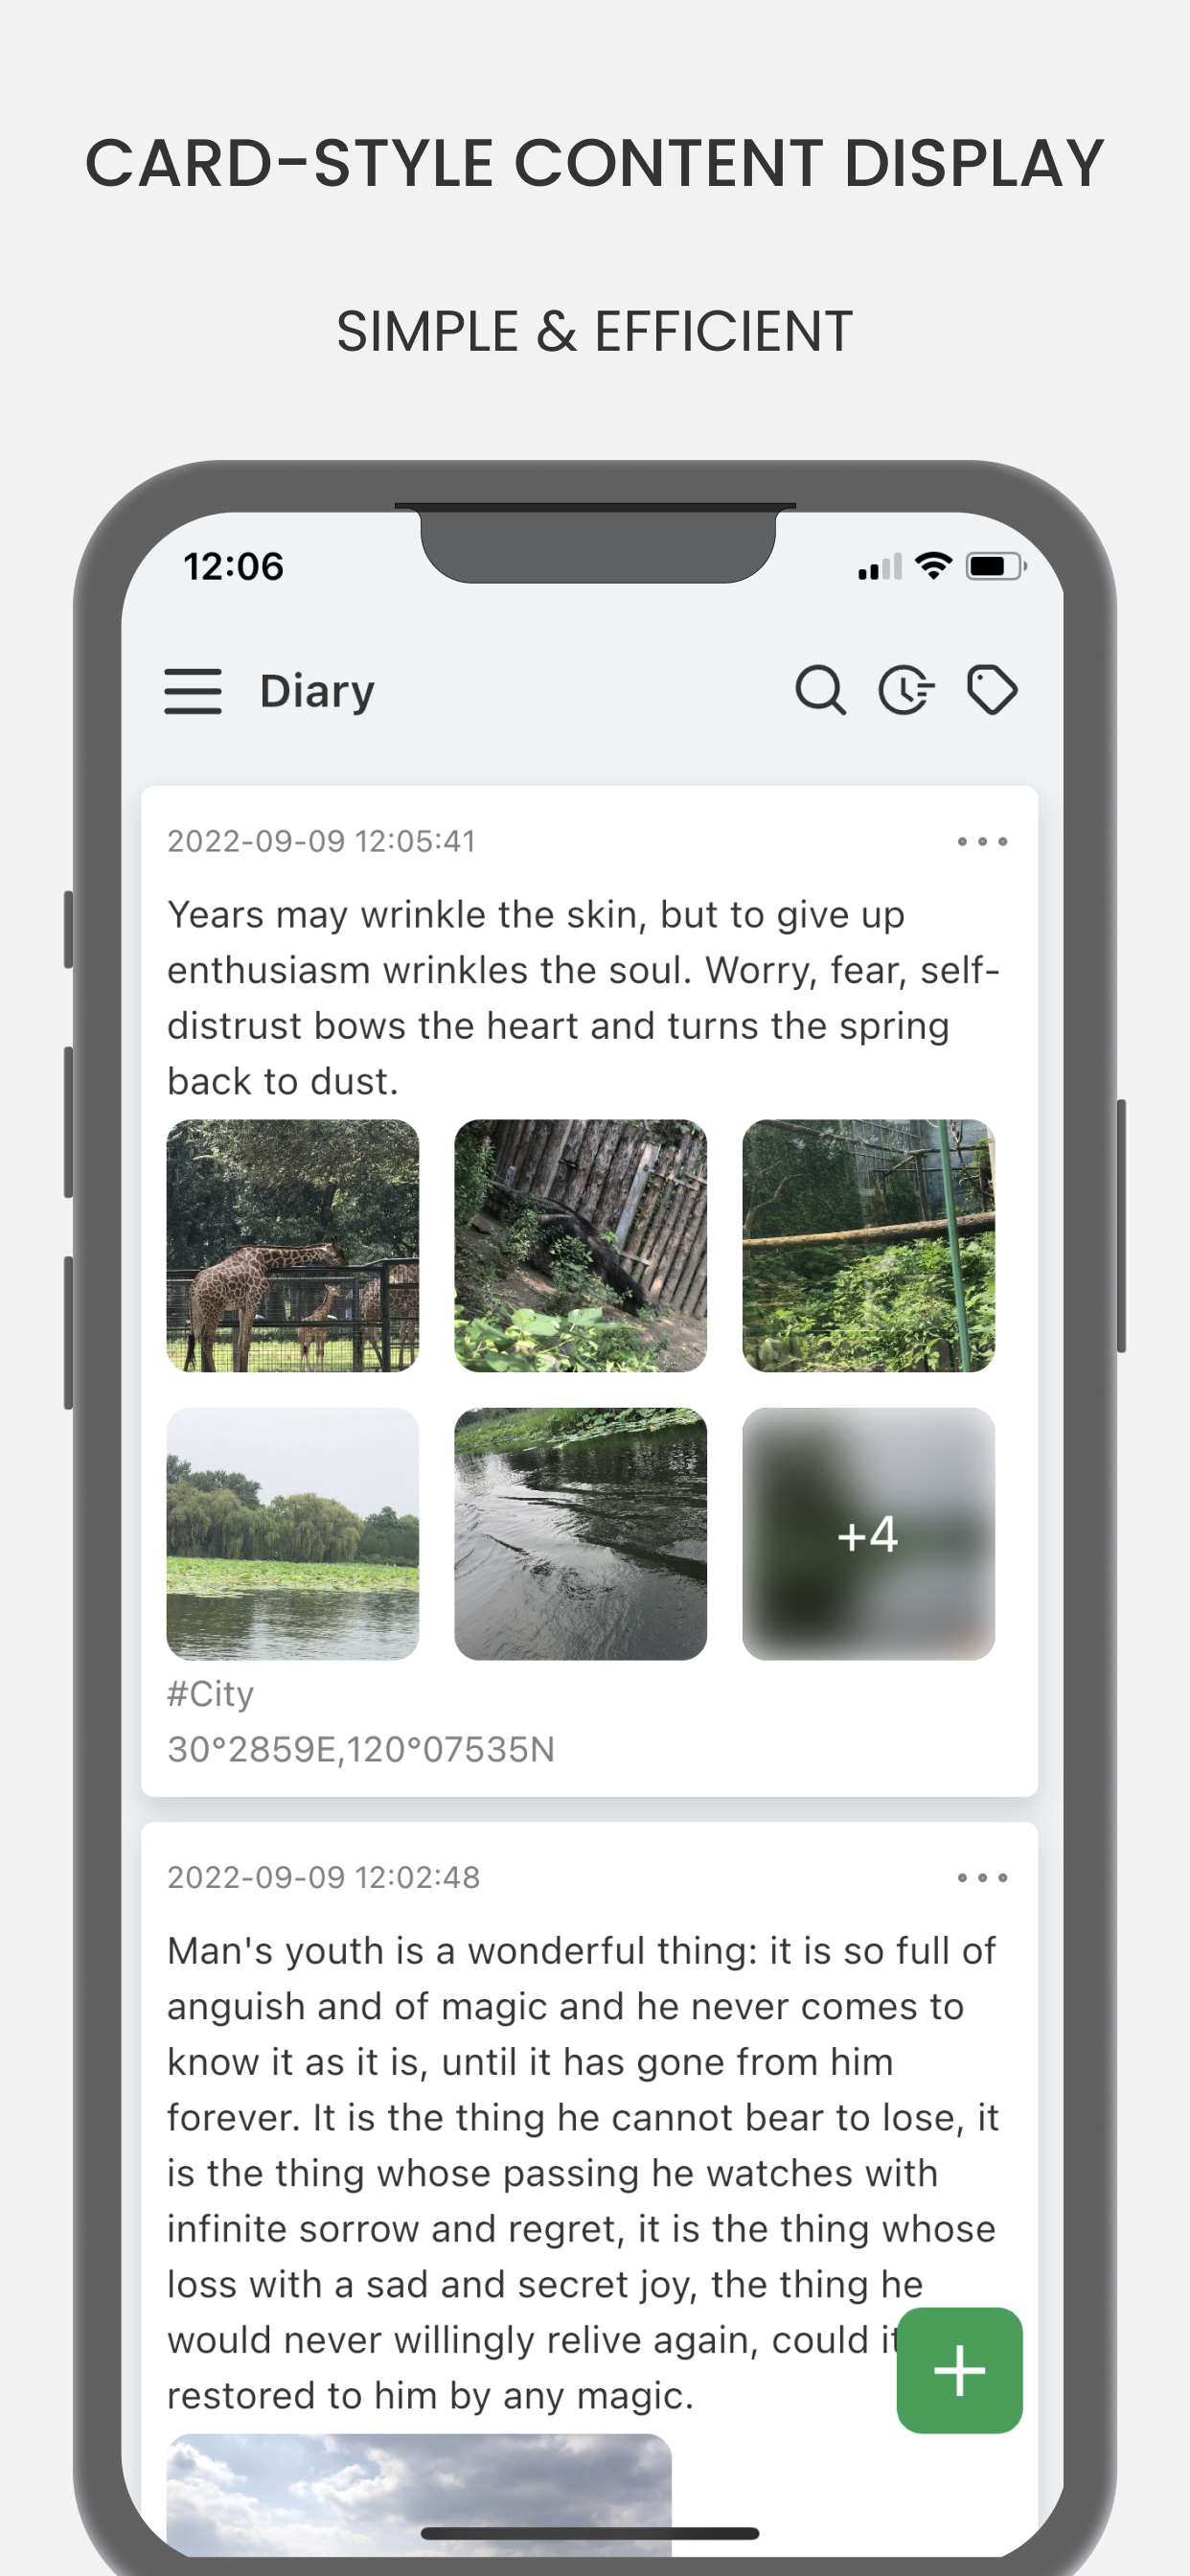 CARD-STYLE CONTENT DISPLAY
SIMPLE & EFFICIENT
12:06
Diary
2022-09-09 12:05:41
Years may wrinkle the skin, but to give up
enthusiasm wrinkles the soul. Worry, fear, self-
distrust bows the heart and turns the spring
back to dust.
+4
#City
30°2859E,120°07535N
2022-09-09 12:02:48
Man's youth is a wonderful thing: it is so full of
anguish and of magic and he never comes to
know it as it is, until it has gone from him
forever. It is the thing he cannot bear to lose, it
is the thing whose passing he watches with
infinite sorrow and regret, it is the thing whose
loss with a sad and secret joy, the thing he
would never willingly relive again, could it
restored to him by any magic.